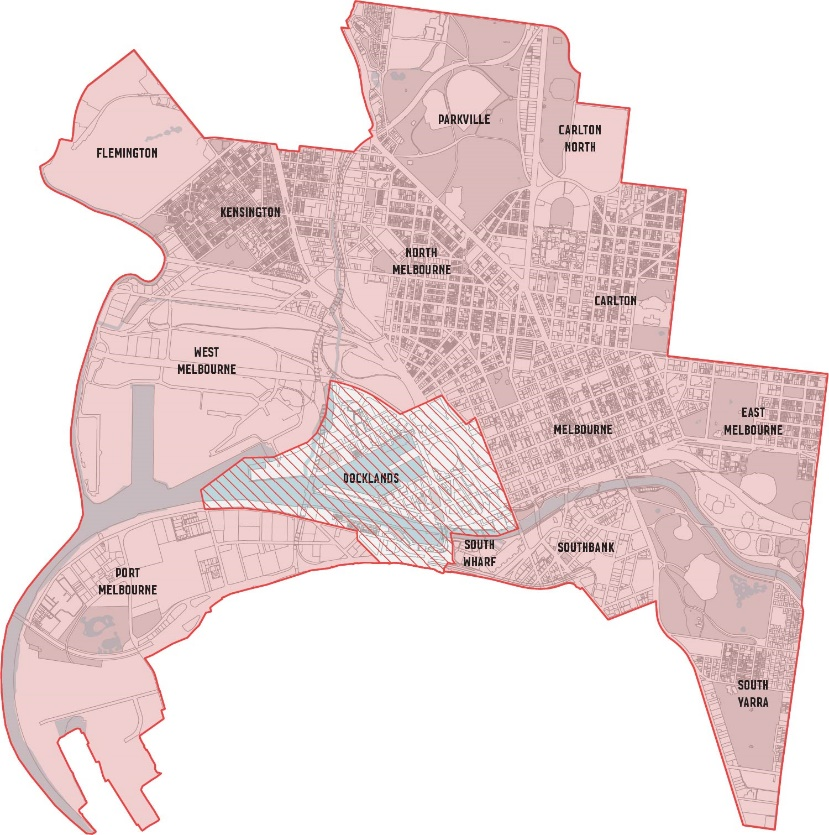 PARKVILLE
CARLTON
NORTH
FLEMINGTON
KENSINGTON
NORTH
MELBOURNE
CARLTON
WEST
MELBOURNE
EAST
MELBOURNE
MELBOURNE
DOCKLANDS
SOUTH
WHARF
SOUTHBANK
PORT
MELBOURNE
SOUTH
YARRA